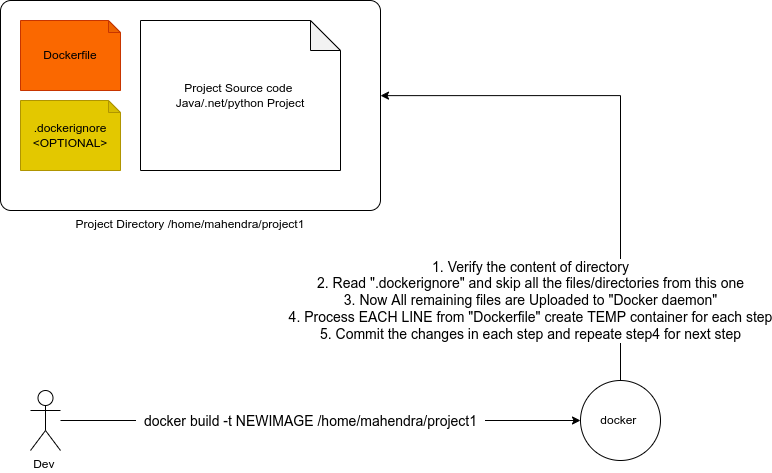 Dockerfile
.dockerignore
<OPTIONAL>
Project Source code
Java/.net/python Project
Project Directory /home/mahendra/project1
1. Verify the content of directory
2. Read ".dockerignore" and skip all the files/directories from this one
3. Now All remaining files are Uploaded to "Docker daemon"
4. Process EACH LINE from "Dockerfile" create TEMP container for each step
5. Commit the changes in each step and repeate step4 for next step
docker build -t NEWIMAGE /home/mahendra/project1
docker
Dev